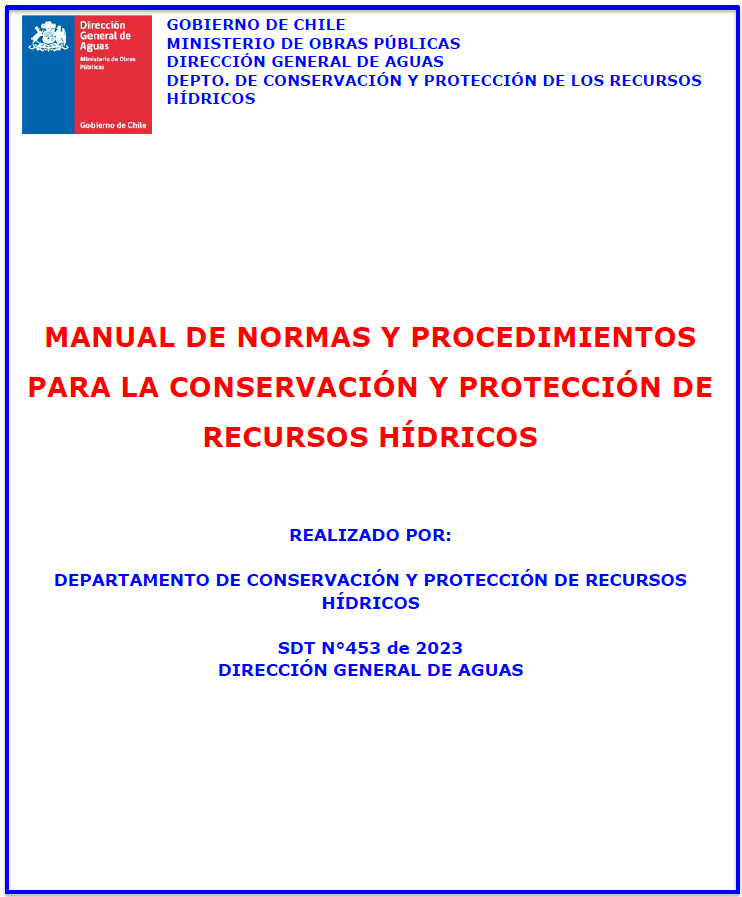 Dirección
General de
Aguas
Ministerio de Obras
Públicas
Gobierno de Chile
GOBIERNO DE CHILE
MINISTERIO DE OBRAS PÚBLICAS
DIRECCIÓN GENERAL DE AGUAS
DEPTO. DE CONSERVACIÓN Y PROTECCIÓN DE LOS RECURSOS
HÍDRICOS
MANUAL DE NORMAS Y PROCEDIMIENTOS
PARA LA CONSERVACIÓN Y PROTECCIÓN DE
RECURSOS HÍDRICOS
REALIZADO POR:
DEPARTAMENTO DE CONSERVACIÓN Y PROTECCIÓN DE RECURSOS
HÍDRICOS
SDT N°453 de 2023
DIRECCIÓN GENERAL DE AGUAS